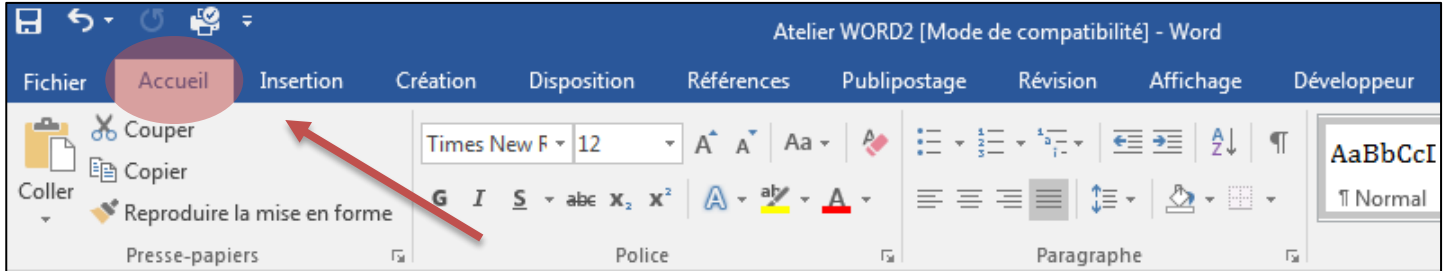 Atelier WORD2 [Mode de compatibilité] - Word
Fichier Accueil Insertion Création Disposition Références Publipostage Révision Affichage Développeur
Couper
Copier
Coller
Reproduire la mise en forme
Presse-papiers
Times New R 12 A A Aa
G I S abc X₂ X² A ab A
Police
A Z ¶
Paragraphe
AaBbCcI
¶ Normal